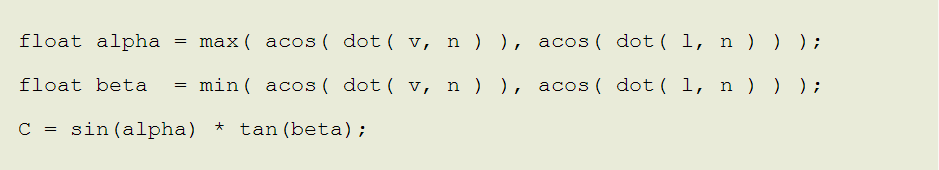 float alpha = max( acos( dot( v, n ) ), acos( dot( l, n ) ) );
float beta  = min( acos( dot( v, n ) ), acos( dot( l, n ) ) );
C = sin(alpha) * tan(beta);